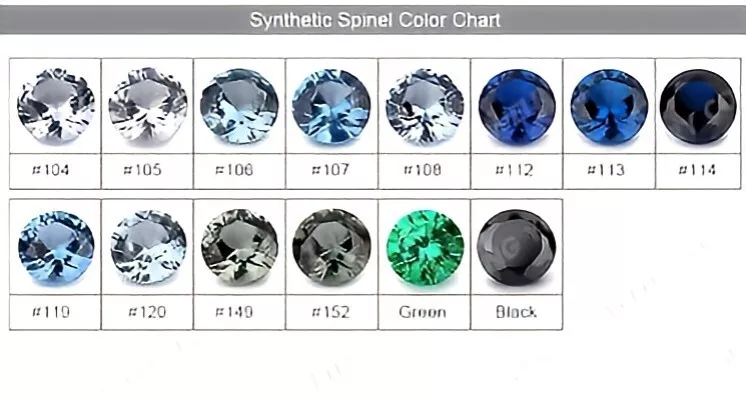 Synthetic Spinel Color Chart
#104 #105 #106 #107 #108 #112 #113 #114
#119 #120 #149 #152 Green Black